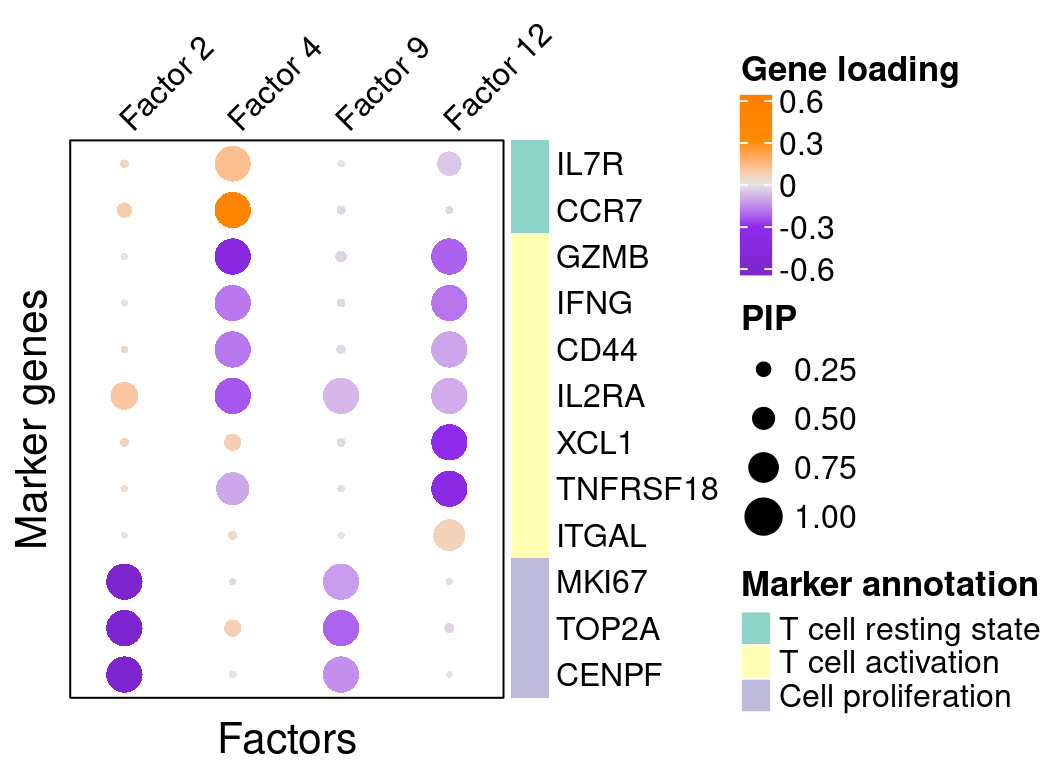 Factor 2
Factor 4
Factor 9
Factor 12
Marker genes
IL7R
CCR7
GZMB
IFNG
CD44
IL2RA
XCL1
TNFRSF18
ITGAL
MKI67
TOP2A
CENPF
Factors
Gene loading
0.6
0.3
0
-0.3
-0.6
PIP
0.25
0.50
0.75
1.00
Marker annotation
T cell resting state
T cell activation
Cell proliferation